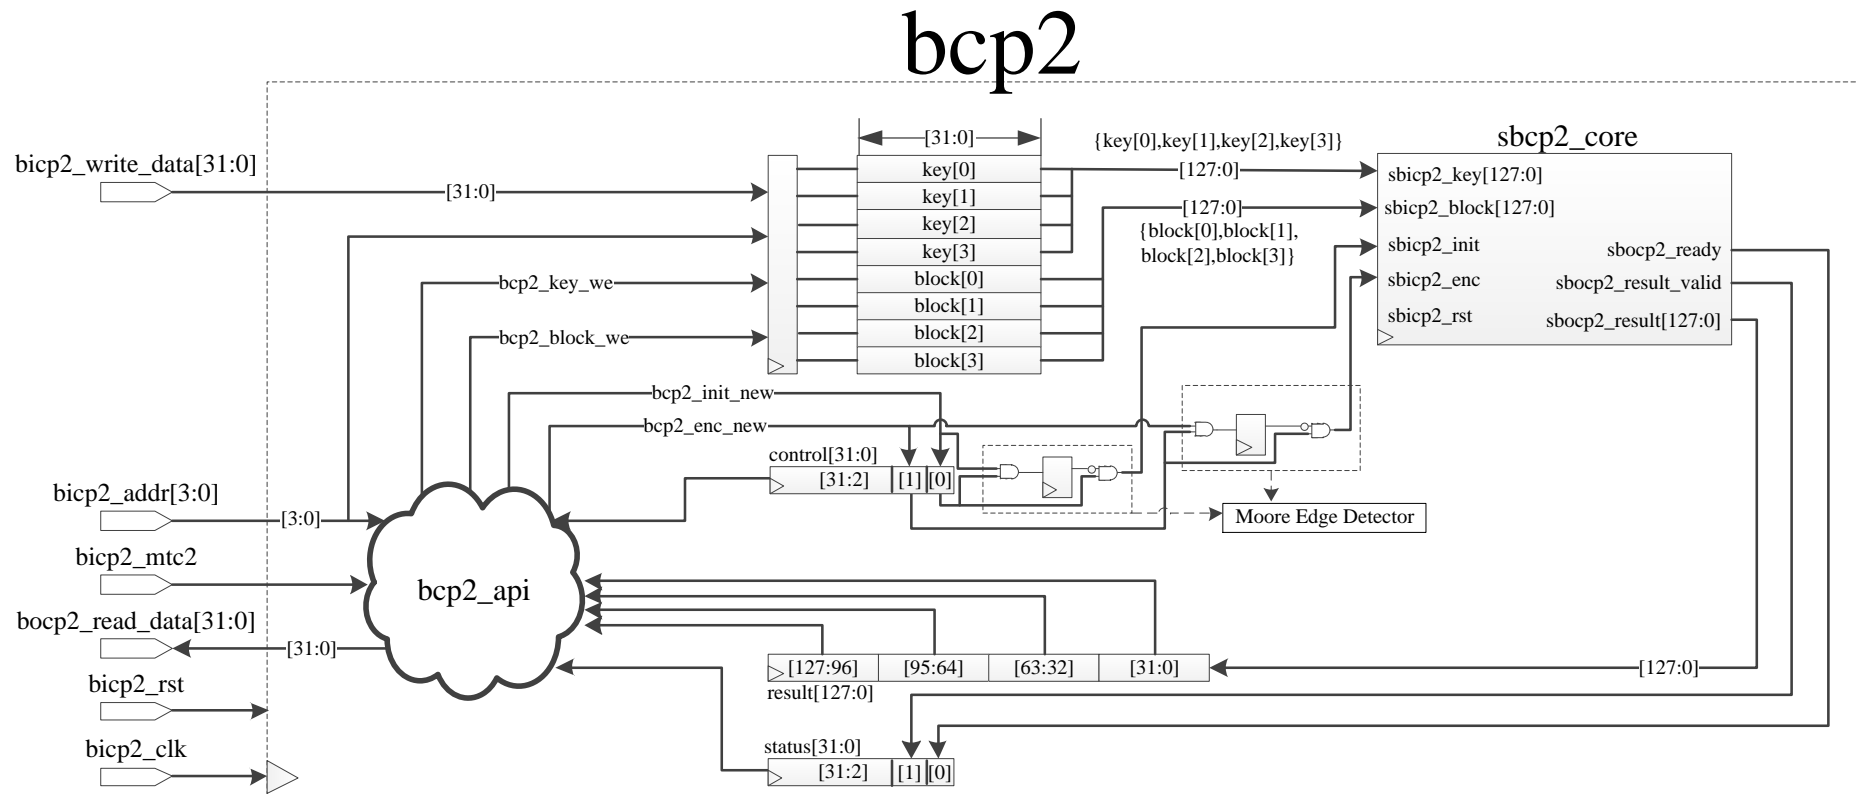 bcp2
bicp2_write_data[31:0]
[31:0]
[31:0]
key[0]
key[1]
key[2]
key[3]
block[0]
block[1]
block[2]
block[3]
{key[0],key[1],key[2],key[3]}
[127:0]
[127:0]
{block[0],block[1],
block[2],block[3]}
sbcp2_core
sbicp2_key[127:0]
sbicp2_block[127:0]
sbicp2_init
sbicp2_enc
sbicp2_rst
sbocp2_ready
sbocp2_result_valid
sbocp2_result[127:0]
bcp2_key_we
bcp2_block_we
bcp2_init_new
bcp2_enc_new
control[31:0]
[31:2]
[1]
[0]
Moore Edge Detector
bicp2_addr[3:0]
[3:0]
bicp2_mtc2
bcp2_api
bocp2_read_data[31:0]
[31:0]
bicp2_rst
bicp2_clk
[127:96]
[95:64]
[63:32]
[31:0]
[127:0]
result[127:0]
status[31:0]
[31:2]
[1]
[0]